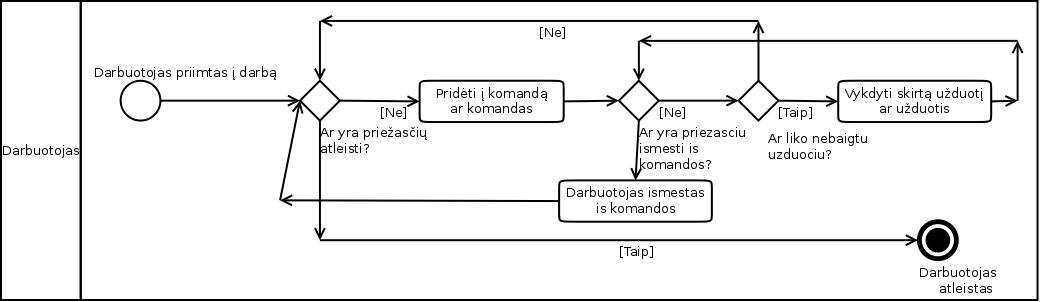 [Ne]
Darbuotojas priimtas į darbą
Pridėti į komandą
ar komandas
Vykdyti skirtą užduotį
ar užduotis
[Ne]
[Ne]
[Taip]
Ar yra priežasčių
atleisti?
Ar yra priezasciu
ismesti is
komandos?
Ar liko nebaigtu
uzduociu?
Darbuotojas
Darbuotojas ismestas
is komandos
[Taip]
Darbuotojas
atleistas